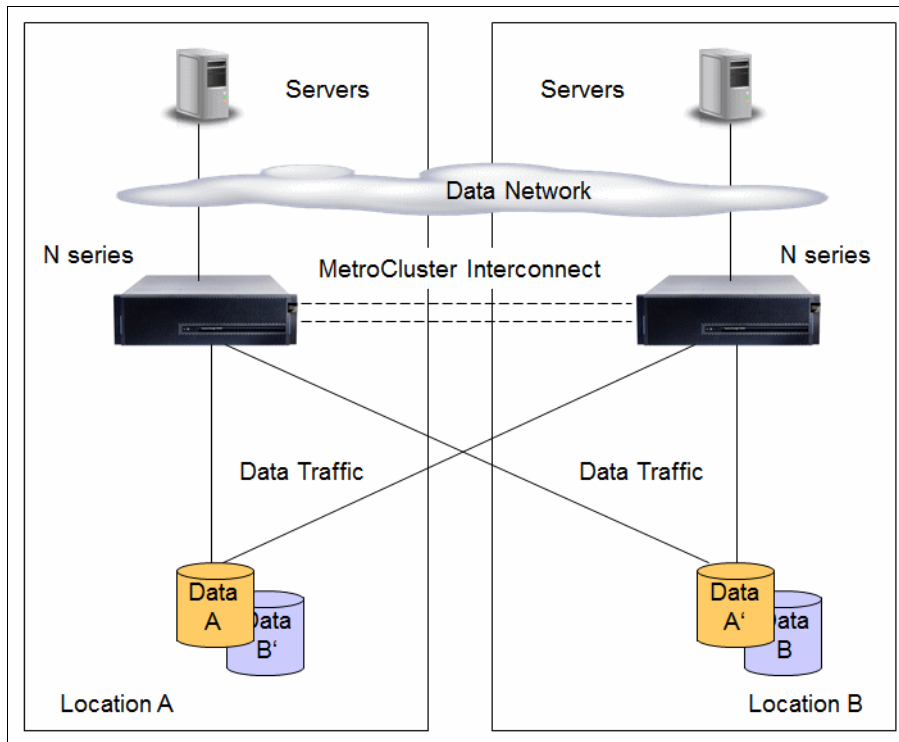 Servers
Servers
Data Network
N series
N series
MetroCluster Interconnect
Data Traffic
Data Traffic
Data
A
Data
B‘
Data
A‘
Data
B
Location A
Location B